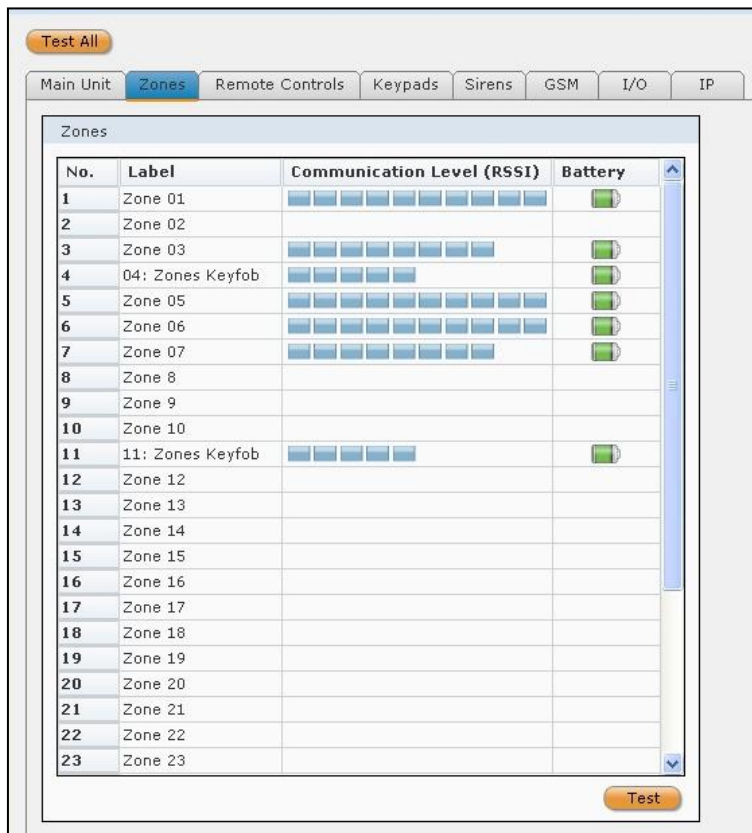 Test All
Main Unit Zones Remote Controls Keypads Sirens GSM I/O IP
Zones
No. Label Communication Level (RSSI) Battery
1 Zone 01
2 Zone 02
3 Zone 03
4 04: Zones Keyfob
5 Zone 05
6 Zone 06
7 Zone 07
8 Zone 8
9 Zone 9
10 Zone 10
11 11: Zones Keyfob
12 Zone 12
13 Zone 13
14 Zone 14
15 Zone 15
16 Zone 16
17 Zone 17
18 Zone 18
19 Zone 19
20 Zone 20
21 Zone 21
22 Zone 22
23 Zone 23
Test